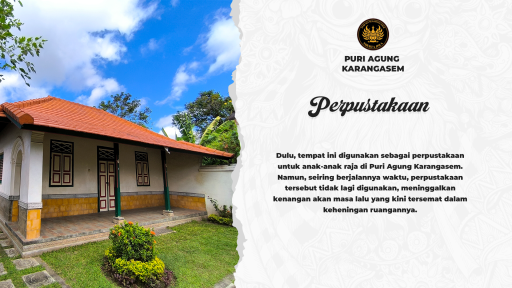 PURI AGUNG
KARANGASEM
Perpustakaan
Dulu, tempat ini digunakan sebagai perpustakaan
untuk anak-anak raja di Puri Agung Karangasem.
Namun, seiring berjalannya waktu, perpustakaan
tersebut tidak lagi digunakan, meninggalkan
kenangan akan masa lalu yang kini tersemat dalam
keheningan ruangannya.